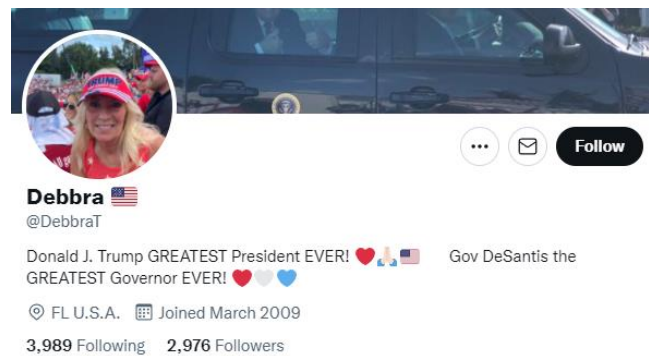 TRUMP
Follow
Debbra 🇺🇸
@DebbraT
Donald J. Trump GREATEST President EVER! ❤️🙏🏻🇺🇸 Gov DeSantis the
GREATEST Governor EVER! ❤️🤍💙
FL U.S.A. Joined March 2009
3,989 Following 2,976 Followers